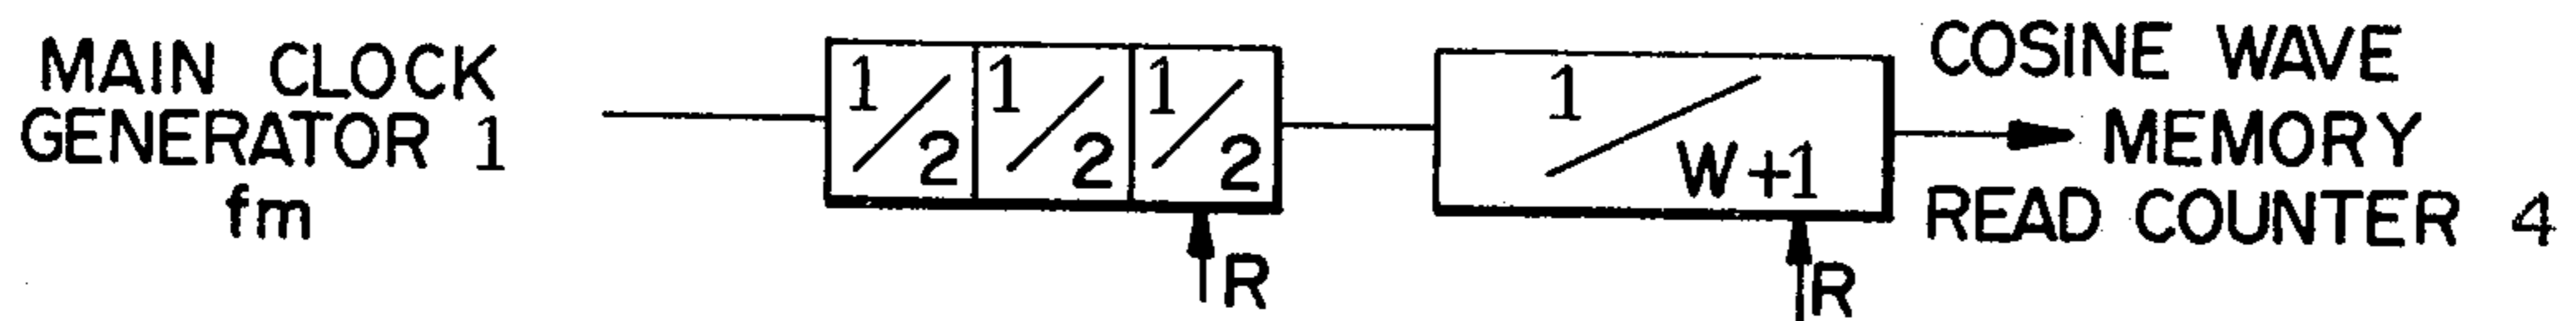 MAIN CLOCK
GENERATOR 1
fm
1/2 1/2 1/2
R
1/W+1
R
COSINE WAVE
MEMORY
READ COUNTER 4